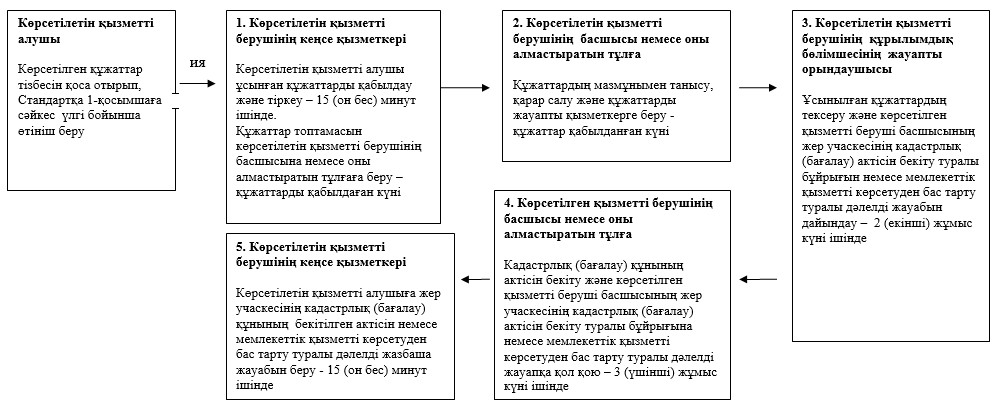 Көрсетілетін қызметті
алушы
Көрсетілген құжаттар
тізбесін қоса отырып,
Стандартқа 1-қосымшаға
сәйкес үлгі бойынша
өтініш беру
ия
1. Көрсетілетін қызметті
берушінің кеңсе қызметкері
Көрсетілетін қызметті алушы
ұсынған құжаттарды қабылдау
және тіркеу – 15 (он бес) минут
ішінде.
Құжаттар топтамасын
көрсетілетін қызметті берушінің
басшысына немесе оны
алмастыратын тұлғаға беру –
құжаттарды қабылдаған күні
2. Көрсетілетін қызметті
берушінің басшысы немесе оны
алмастыратын тұлға
Құжаттардың мазмұнымен танысу,
қарар салу және құжаттарды
жауапты қызметкерге беру -
құжаттар қабылданған күні
3. Көрсетілетін қызметті
берушінің құрылымдық
бөлімшесінің жауапты
орындаушысы
Ұсынылған құжаттардың
тексеру және көрсетілген
қызметті беруші басшысының
жер учаскесінің кадастрлық
(бағалау) актісін бекіту туралы
бұйрығын немесе мемлекеттік
қызметті көрсетуден бас тарту
туралы дәлелді жауабын
дайындау – 2 (екінші) жұмыс
күні ішінде
4. Көрсетілген қызметті берушінің
басшысы немесе оны
алмастыратын тұлға
Кадастрлық (бағалау) құнының
актісін бекіту және көрсетілген
қызметті беруші басшысының жер
учаскесінің кадастрлық (бағалау)
актісін бекіту туралы бұйрығына
немесе мемлекеттік қызметті
көрсетуден бас тарту туралы дәлелді
жауапқа қол қою – 3 (үшінші) жұмыс
күні ішінде
5. Көрсетілетін қызметті
берушінің кеңсе қызметкері
Көрсетілетін қызметті алушыға жер
учаскесінің кадастрлық (бағалау)
құнының бекітілген актісін немесе
мемлекеттік қызметті көрсетуден
бас тарту туралы дәлелді жазбаша
жауабын беру - 15 (он бес) минут
ішінде